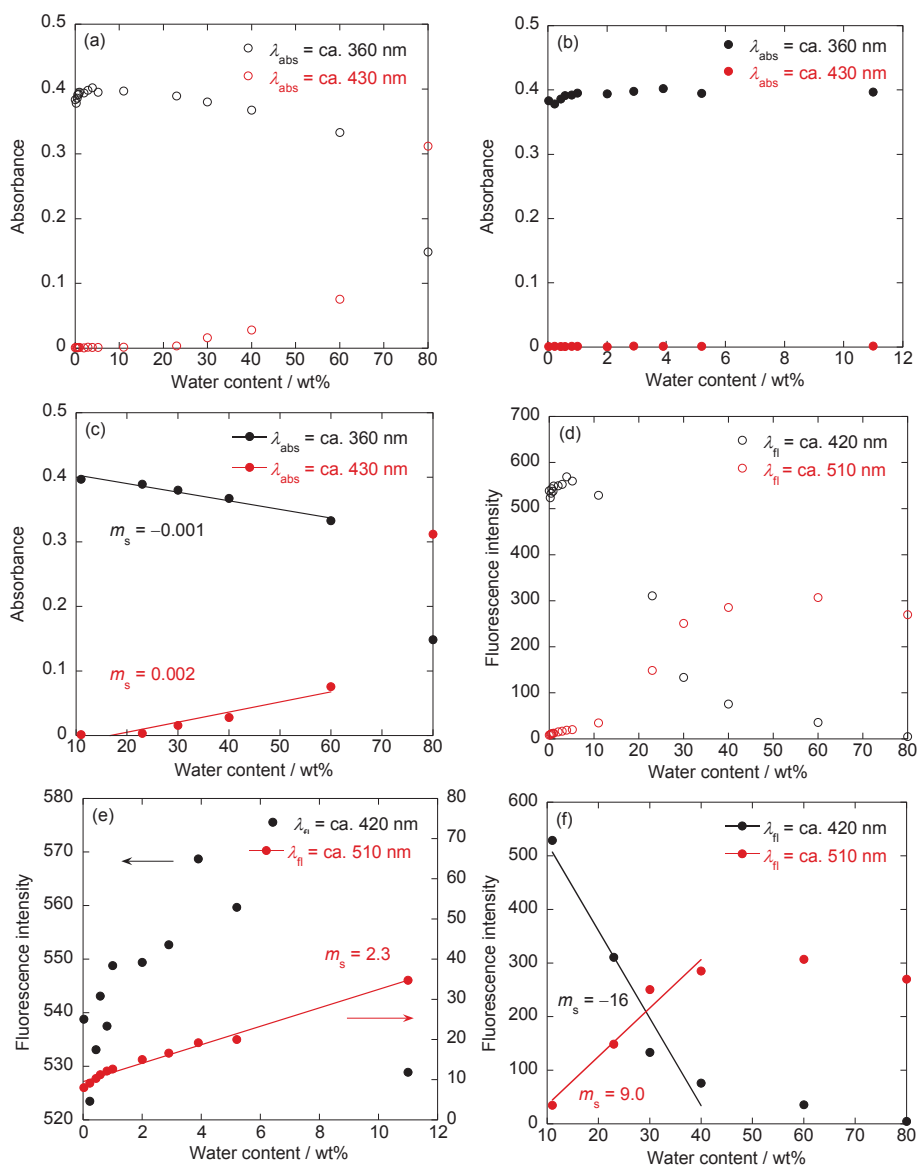 (a)
λabs = ca. 360 nm
λabs = ca. 430 nm
Absorbance
0.5
0.4
0.3
0.2
0.1
0
0 10 20 30 40 50 60 70 80
Water content / wt%
(b)
λabs = ca. 360 nm
λabs = ca. 430 nm
Absorbance
0.5
0.4
0.3
0.2
0.1
0
0 2 4 6 8 10 12
Water content / wt%
(c)
λabs = ca. 360 nm
λabs = ca. 430 nm
ms = −0.001
ms = 0.002
Absorbance
0.5
0.4
0.3
0.2
0.1
0
20 30 40 50 60 70 80
Water content / wt%
(d)
λfl = ca. 420 nm
λfl = ca. 510 nm
Fluorescence intensity
700
600
500
400
300
200
100
0
0 10 20 30 40 50 60 70 80
Water content / wt%
(e)
λfl = ca. 420 nm
λfl = ca. 510 nm
ms = 2.3
Fluorescence intensity
580
570
560
550
540
530
520
80
70
60
50
40
30
20
10
0
0 2 4 6 8 10 12
Water content / wt%
(f)
λfl = ca. 420 nm
λfl = ca. 510 nm
ms = −16
ms = 9.0
Fluorescence intensity
600
500
400
300
200
100
0
10 20 30 40 50 60 70 80
Water content / wt%